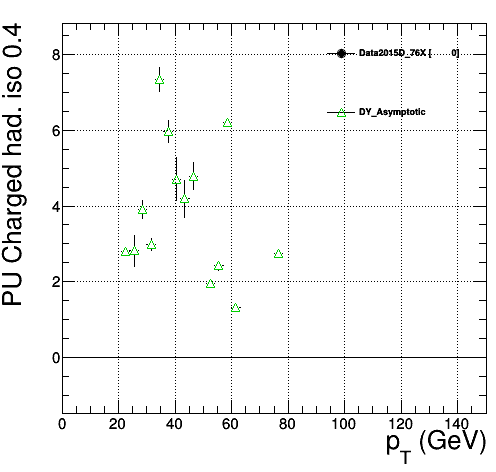 PU Charged had. iso 0.4
8
6
4
2
0
Data2015D_76X [ 0]
DY_Asymptotic
0 20 40 60 80 100 120 140
p_T (GeV)